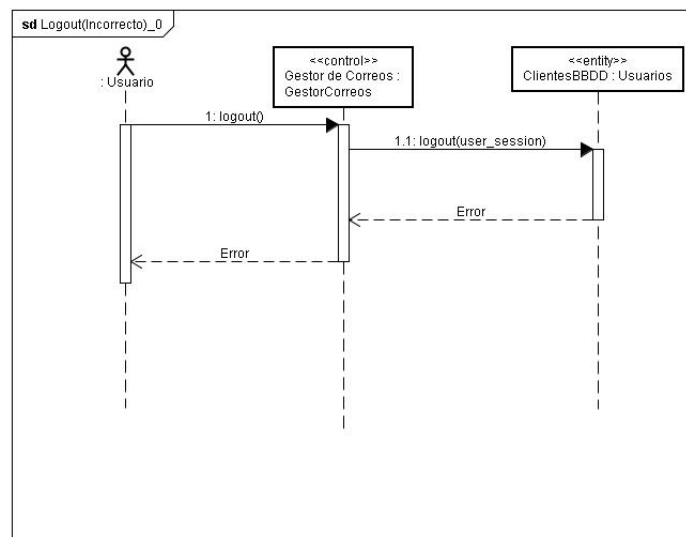 sd Logout(Incorrecto)_0
: Usuario
<<control>>
Gestor de Correos :
GestorCorreos
<<entity>>
ClientesBBDD : Usuarios
1: logout()
1.1: logout(user_session)
Error
Error